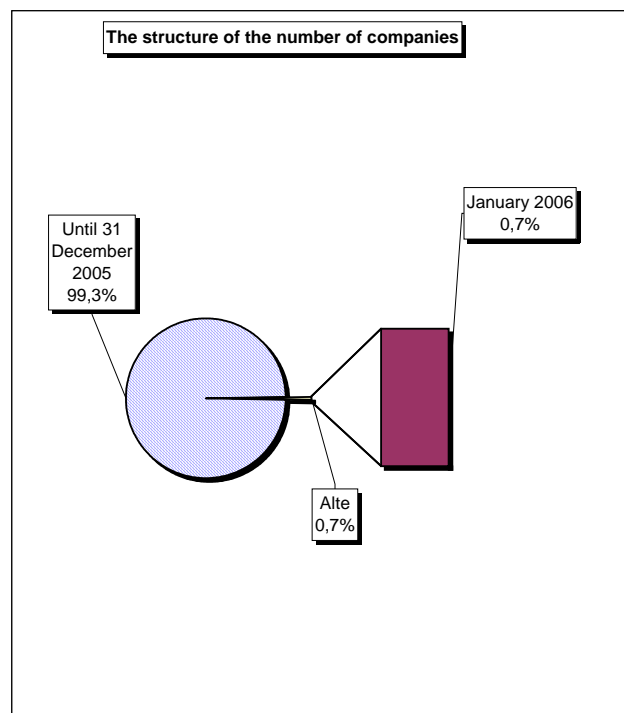 The structure of the number of companies
January 2006
0,7%
Until 31
December
2005
99,3%
Alte
0,7%